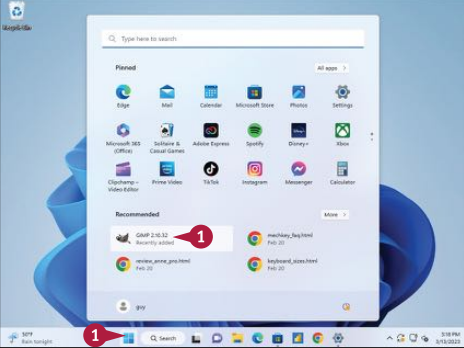 Recycle Bin
Type here to search
Pinned
All apps >
Edge
Mail
Calendar
Microsoft Store
Photos
Settings
Microsoft 365 (Office)
Solitaire & Casual Games
Adobe Express
Spotify
Disney+
Xbox
Clipchamp – Video Editor
Prime Video
TikTok
Instagram
Messenger
Calculator
Recommended
More >
GIMP 2.10.32
Recently added
1
mechkey_faq.html
Feb 20
review_anne_pro.html
Feb 20
keyboard_sizes.html
Feb 20
guy
50°F
Rain tonight
1
Search
3:18 PM
3/13/2023